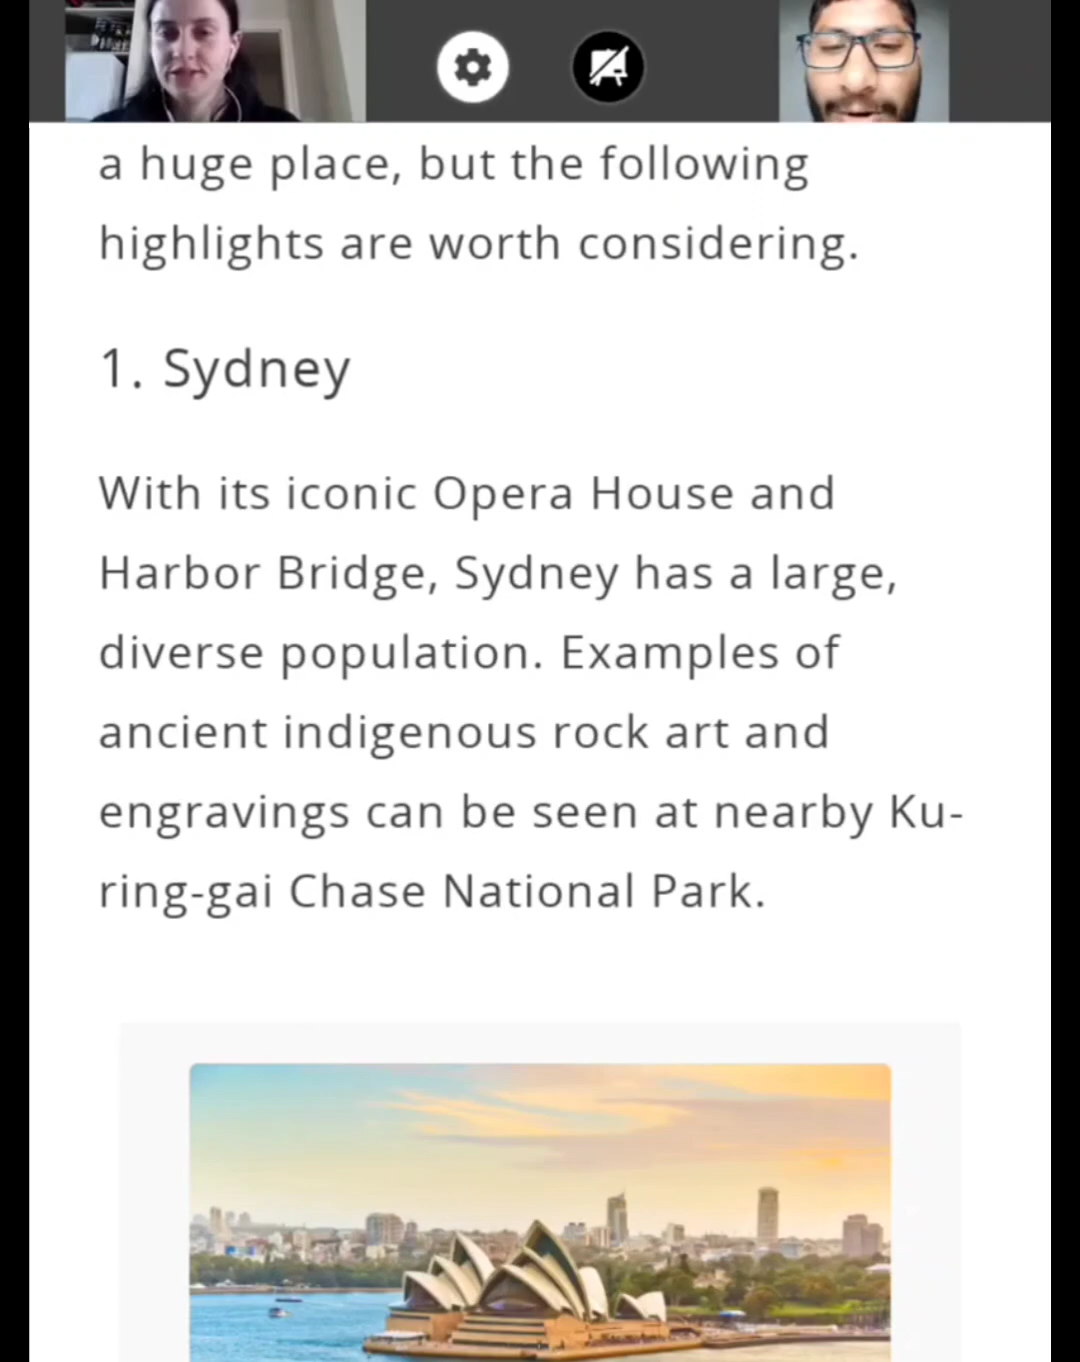 a huge place, but the following
highlights are worth considering.
1. Sydney
With its iconic Opera House and
Harbor Bridge, Sydney has a large,
diverse population. Examples of
ancient indigenous rock art and
engravings can be seen at nearby Ku-
ring-gai Chase National Park.